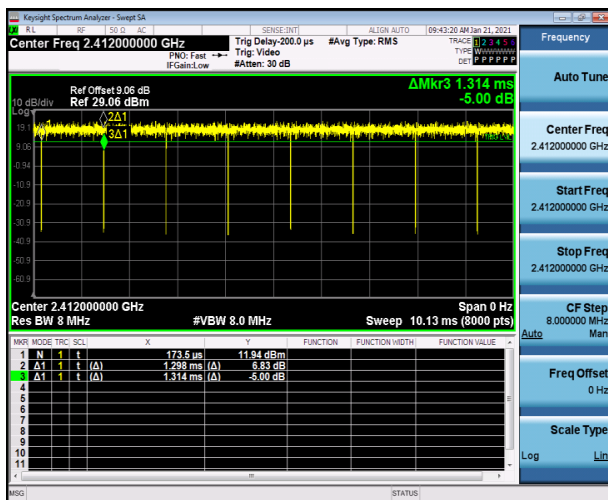 Keysight Spectrum Analyzer - Swept SA
RL RF 50 Ω AC SENSE:INT ALIGN AUTO 09:43:20 AM Jan 21, 2021
Center Freq 2.412000000 GHz Trig Delay-200.0 µs #Avg Type: RMS TRACE 1 2 3 4 5 6
PNO: Fast Trig: Video TYPE WWWWWW
IFGain:Low #Atten: 30 dB DET P P P P P P
Frequency
Auto Tune
Center Freq
2.412000000 GHz
Start Freq
2.412000000 GHz
Stop Freq
2.412000000 GHz
CF Step
8.000000 MHz
Auto Man
Freq Offset
0 Hz
Scale Type
Log Lin
ΔMkr3 1.314 ms
-5.00 dB
Ref Offset 9.06 dB
10 dB/div Ref 29.06 dBm
Log
19.1
9.06
-0.94
-10.9
-20.9
-30.9
-40.9
-50.9
-60.9
1
2Δ1
3Δ1
Center 2.412000000 GHz Span 0 Hz
Res BW 8 MHz #VBW 8.0 MHz Sweep 10.13 ms (8000 pts)
MKR MODE TRC SCL X Y FUNCTION FUNCTION WIDTH FUNCTION VALUE
1 N 1 t 173.5 µs 11.94 dBm
2 Δ1 1 t (Δ) 1.298 ms (Δ) 6.83 dB
3 Δ1 1 t (Δ) 1.314 ms (Δ) -5.00 dB
4
5
6
7
8
9
10
11
MSG STATUS